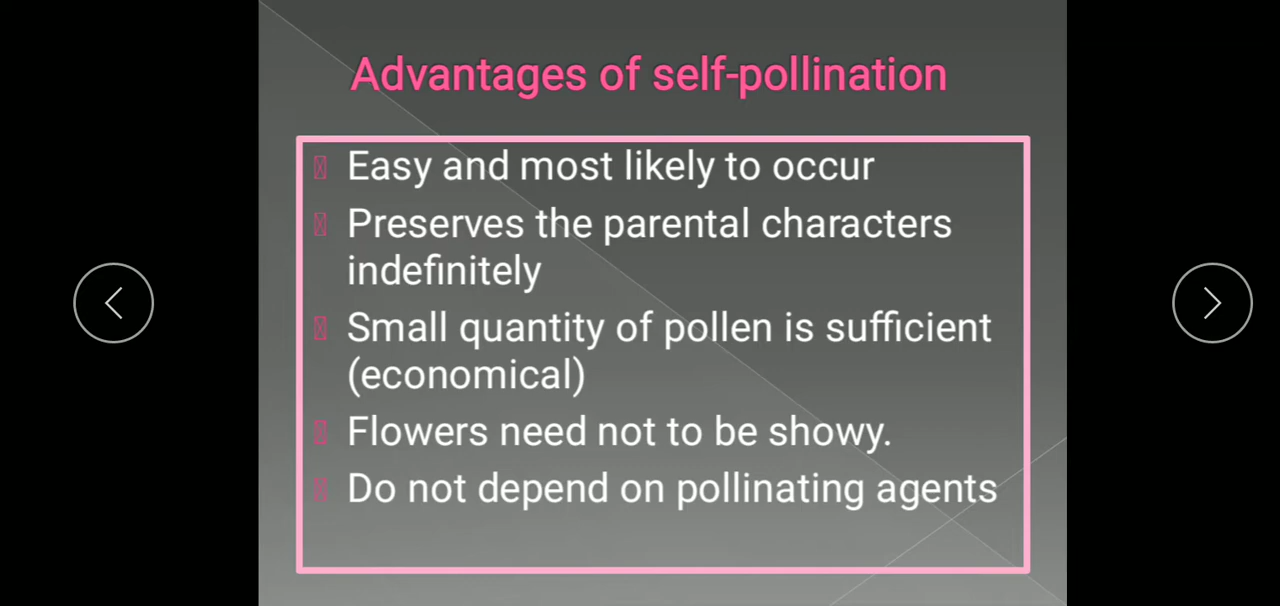 Advantages of self-pollination
Easy and most likely to occur
Preserves the parental characters
indefinitely
Small quantity of pollen is sufficient
(economical)
Flowers need not to be showy.
Do not depend on pollinating agents